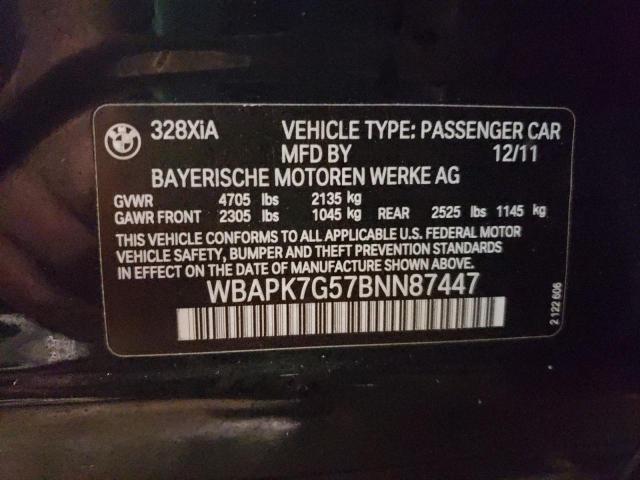 BMW
328XiA VEHICLE TYPE: PASSENGER CAR
MFD BY 12/11
BAYERISCHE MOTOREN WERKE AG
GVWR 4705 lbs 2135 kg
GAWR FRONT 2305 lbs 1045 kg REAR 2525 lbs 1145 kg
THIS VEHICLE CONFORMS TO ALL APPLICABLE U.S. FEDERAL MOTOR
VEHICLE SAFETY, BUMPER AND THEFT PREVENTION STANDARDS
IN EFFECT ON THE DATE OF MANUFACTURE SHOWN ABOVE.
WBAPK7G57BNN87447
2 122 606